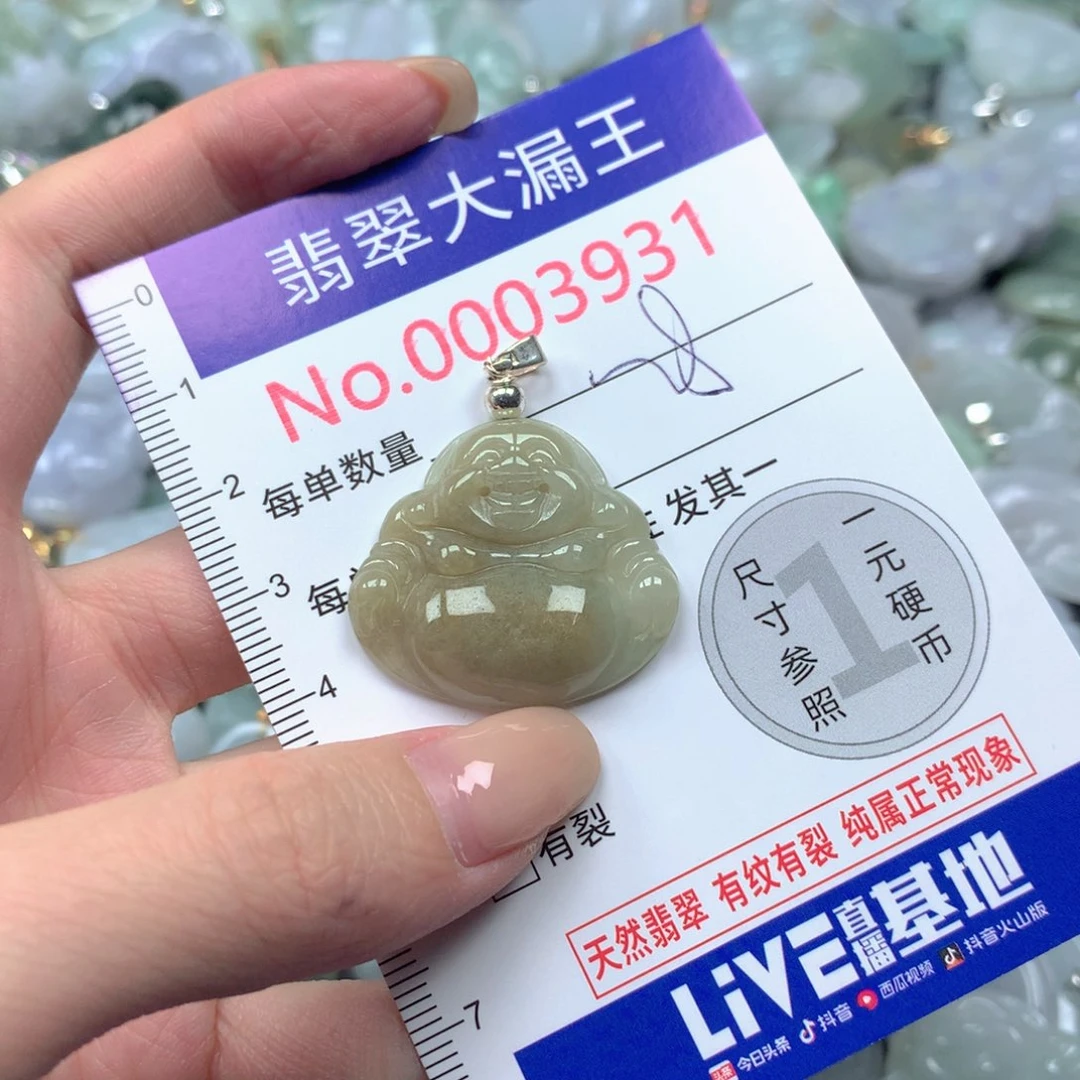 翡翠大漏王
No.0003931
每单数量
每
发其一
0
1
2
3
4
7
1
一元硬币
尺寸参照
有裂
天然翡翠 有纹有裂 纯属正常现象
LiVE直播基地
头条 今日头条 抖音 西瓜视频 抖音火山版